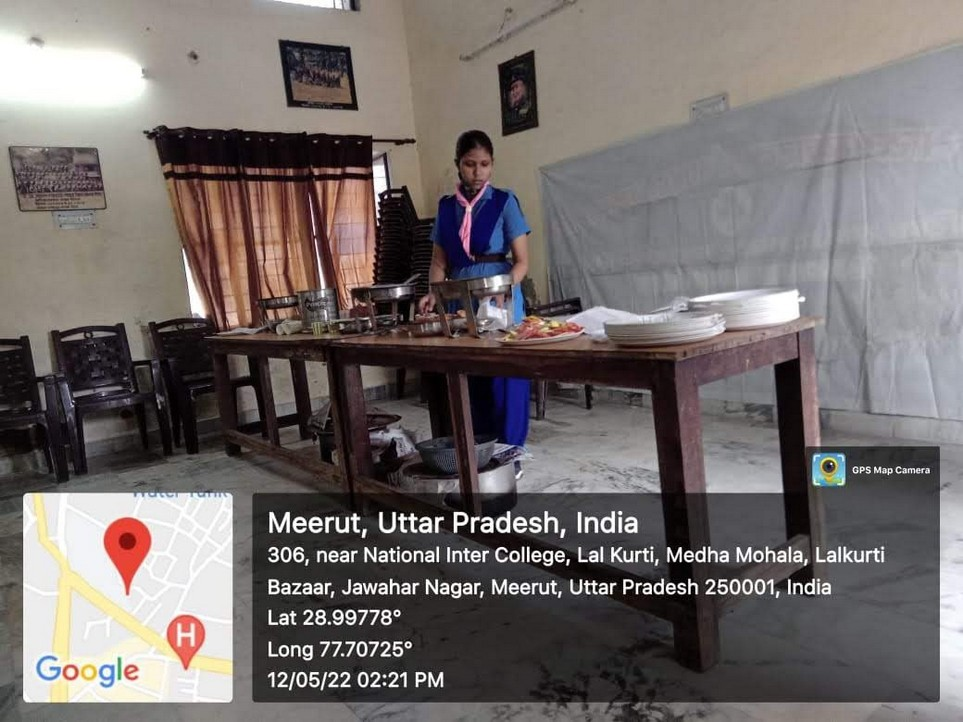 GPS Map Camera
Google
Meerut, Uttar Pradesh, India
306, near National Inter College, Lal Kurti, Medha Mohala, Lalkurti
Bazaar, Jawahar Nagar, Meerut, Uttar Pradesh 250001, India
Lat 28.99778°
Long 77.70725°
12/05/22 02:21 PM
H